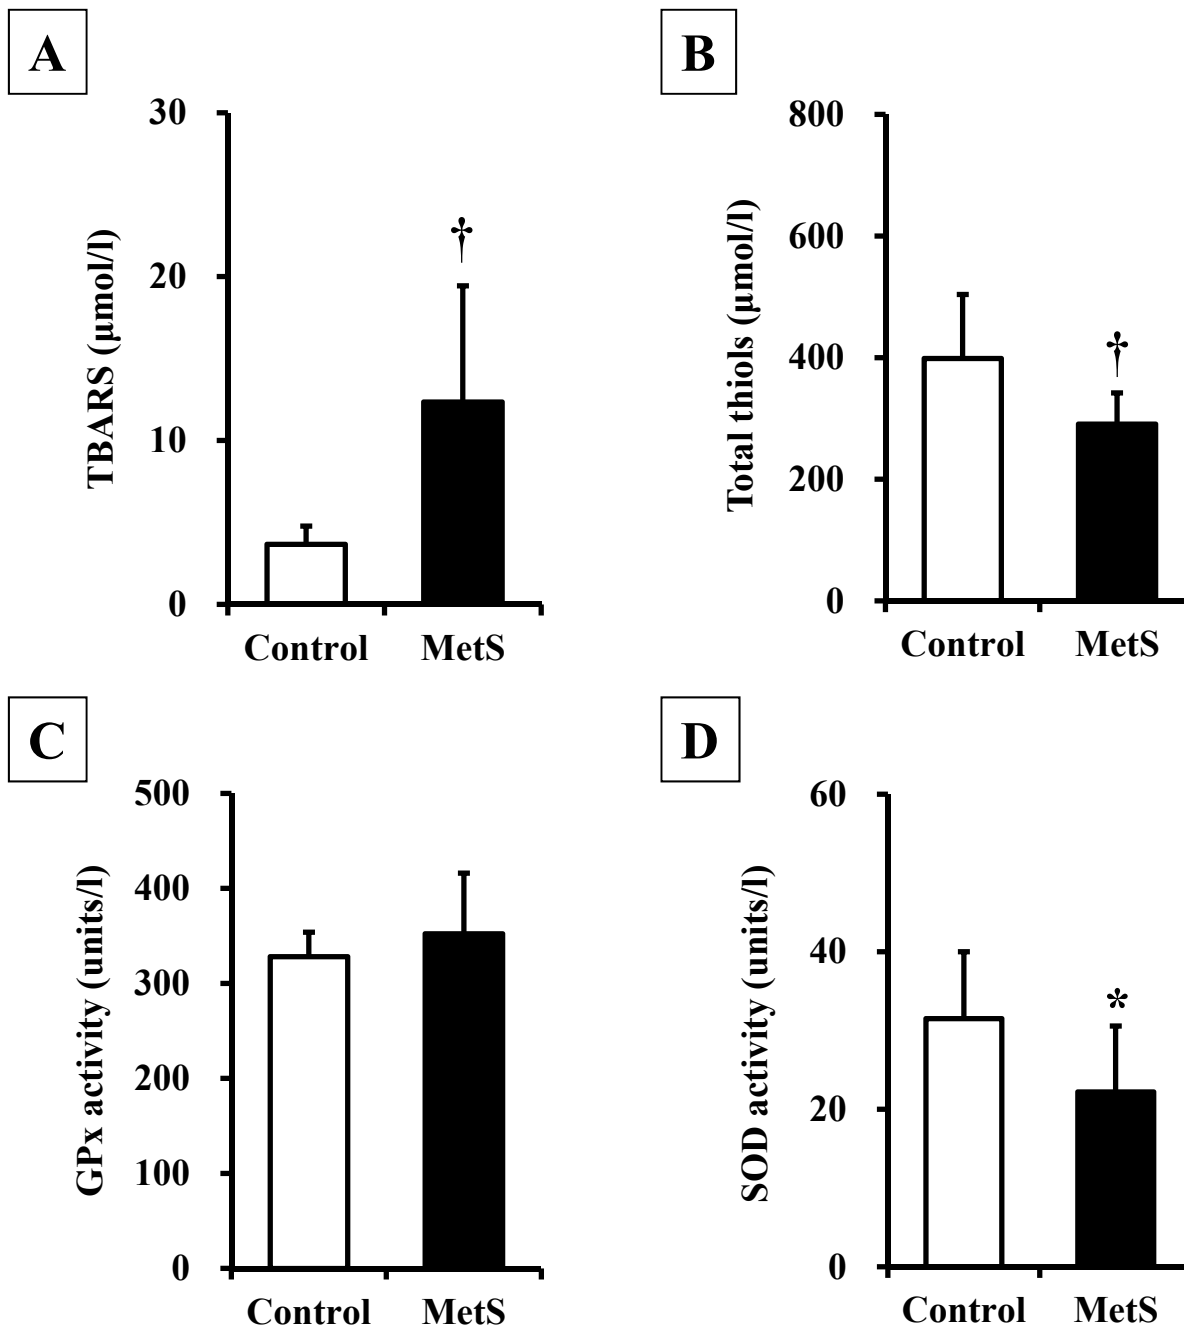 A
TBARS (µmol/l)
30
20
10
0
†
Control
MetS
B
Total thiols (µmol/l)
800
600
400
200
0
†
Control
MetS
C
GPx activity (units/l)
500
400
300
200
100
0
Control
MetS
D
SOD activity (units/l)
60
40
20
0
*
Control
MetS